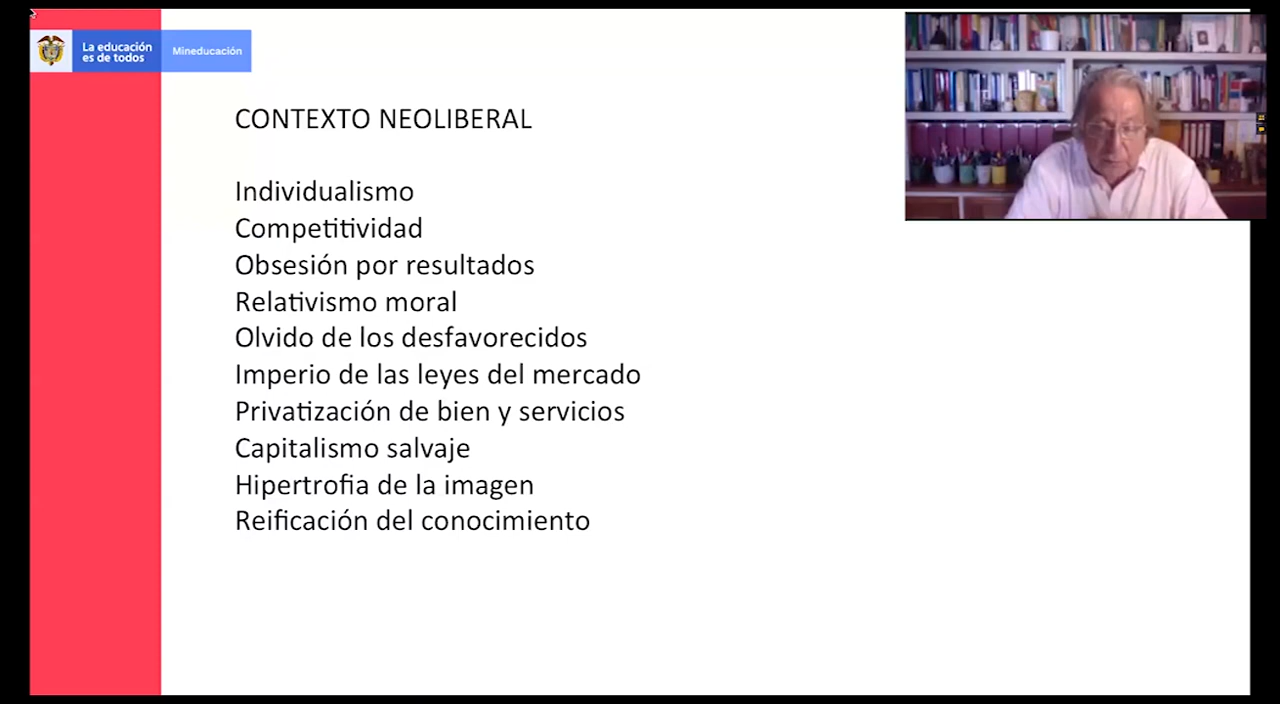 La educación
es de todos
Mineducación
CONTEXTO NEOLIBERAL
Individualismo
Competitividad
Obsesión por resultados
Relativismo moral
Olvido de los desfavorecidos
Imperio de las leyes del mercado
Privatización de bien y servicios
Capitalismo salvaje
Hipertrofia de la imagen
Reificación del conocimiento